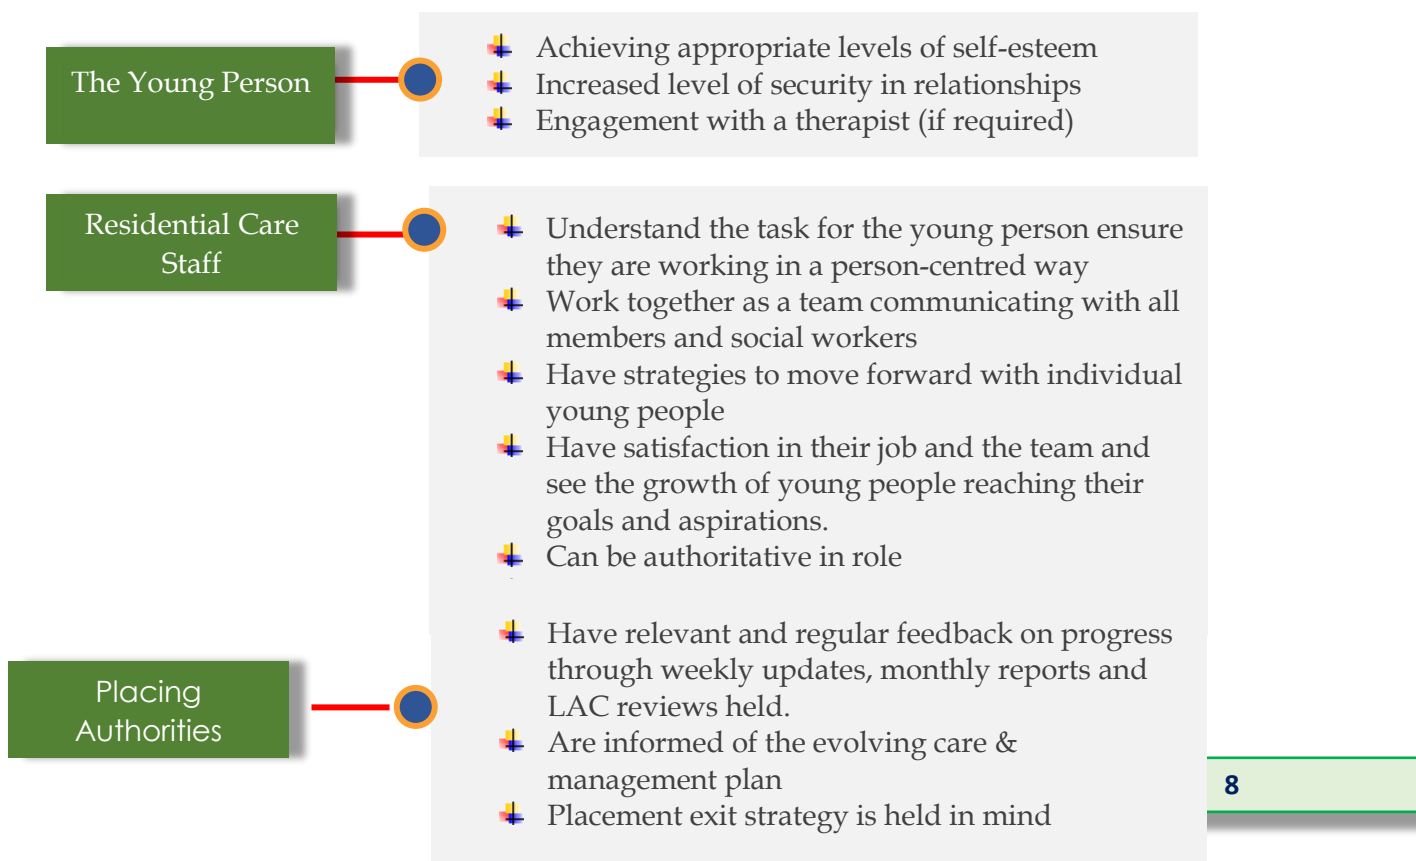 The Young Person
Achieving appropriate levels of self-esteem
Increased level of security in relationships
Engagement with a therapist (if required)
Residential Care
Staff
Understand the task for the young person ensure
they are working in a person-centred way
Work together as a team communicating with all
members and social workers
Have strategies to move forward with individual
young people
Have satisfaction in their job and the team and
see the growth of young people reaching their
goals and aspirations.
Can be authoritative in role
Placing
Authorities
Have relevant and regular feedback on progress
through weekly updates, monthly reports and
LAC reviews held.
Are informed of the evolving care &
management plan
Placement exit strategy is held in mind
8